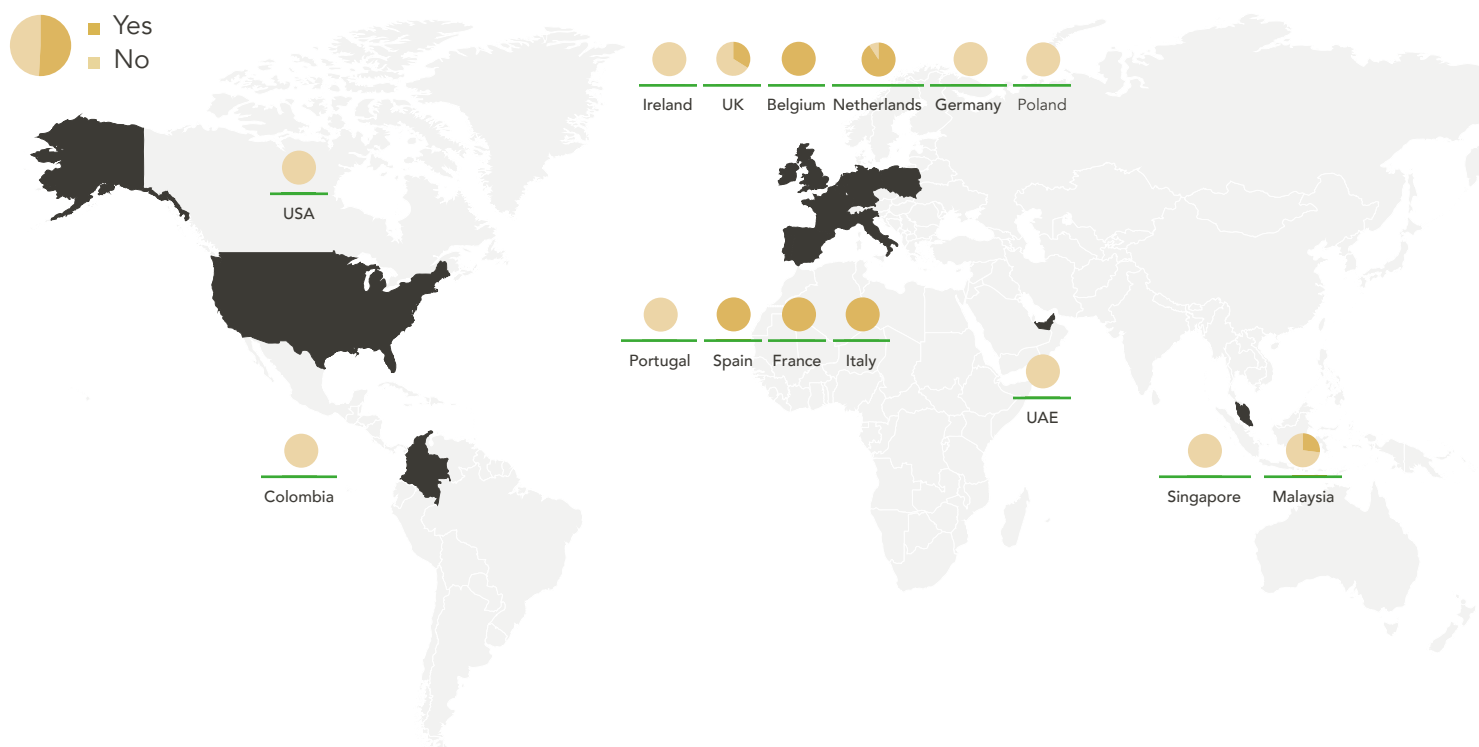 Yes
No
Ireland UK Belgium Netherlands Germany Poland
USA
Portugal Spain France Italy
UAE
Colombia
Singapore Malaysia